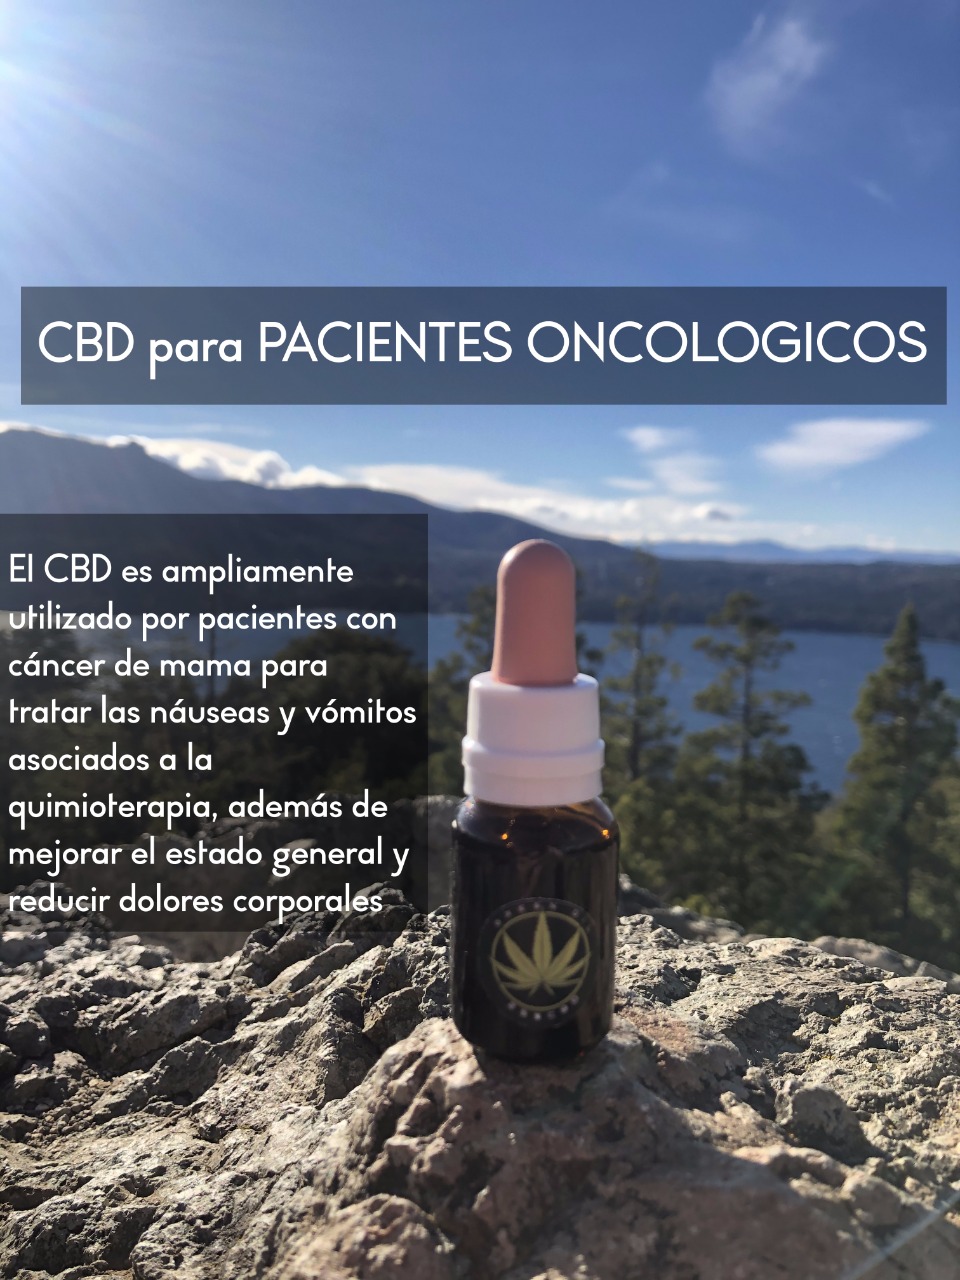 CBD para PACIENTES ONCOLOGICOS
El CBD es ampliamente
utilizado por pacientes con
cáncer de mama para
tratar las náuseas y vómitos
asociados a la
quimioterapia, además de
mejorar el estado general y
reducir dolores corporales